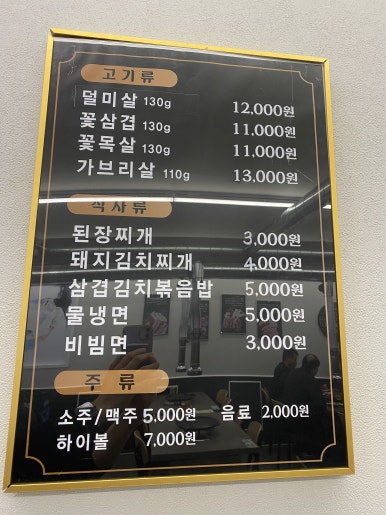 고기류
덜미살 130g 12,000원
꽃삼겹 130g 11,000원
꽃목살 130g 11,000원
가브리살 110g 13,000원
식사류
된장찌개 3,000원
돼지김치찌개 4,000원
삼겹김치볶음밥 5,000원
물냉면 5,000원
비빔면 3,000원
주류
소주/맥주 5,000원 음료 2,000원
하이볼 7,000원